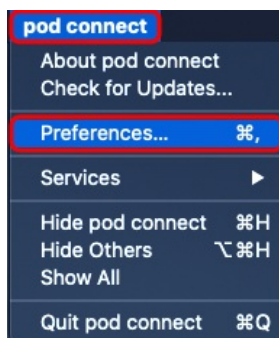 pod connect
About pod connect
Check for Updates...
Preferences... ⌘,
Services ▶
Hide pod connect ⌘H
Hide Others ⌥⌘H
Show All
Quit pod connect ⌘Q